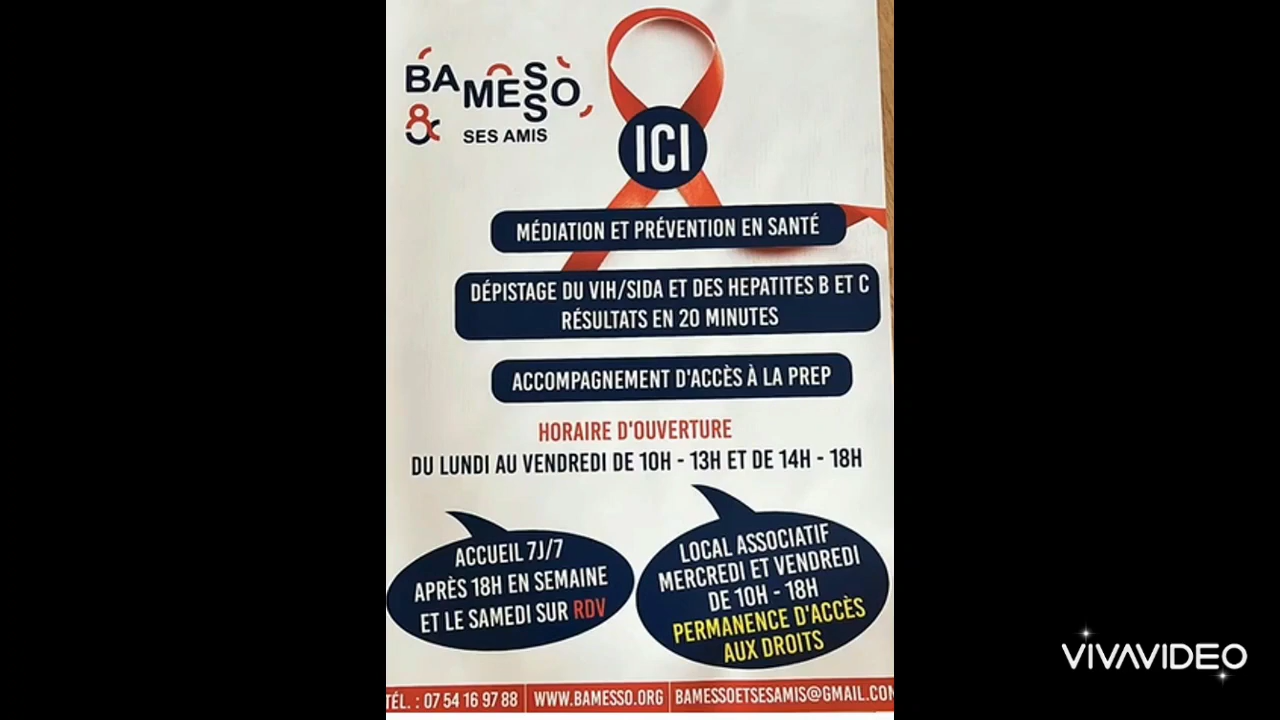 BAMESSO
& SES AMIS
ICI
MÉDIATION ET PRÉVENTION EN SANTÉ
DÉPISTAGE DU VIH/SIDA ET DES HEPATITES B ET C
RÉSULTATS EN 20 MINUTES
ACCOMPAGNEMENT D'ACCÈS À LA PREP
HORAIRE D'OUVERTURE
DU LUNDI AU VENDREDI DE 10H - 13H ET DE 14H - 18H
ACCUEIL 7J/7
APRÈS 18H EN SEMAINE
ET LE SAMEDI SUR RDV
LOCAL ASSOCIATIF
MERCREDI ET VENDREDI
DE 10H - 18H
PERMANENCE D'ACCÈS
AUX DROITS
TÉL. : 07 54 16 97 88 | WWW.BAMESSO.ORG | BAMESSOETSESAMIS@GMAIL.COM
VIVAVIDEO